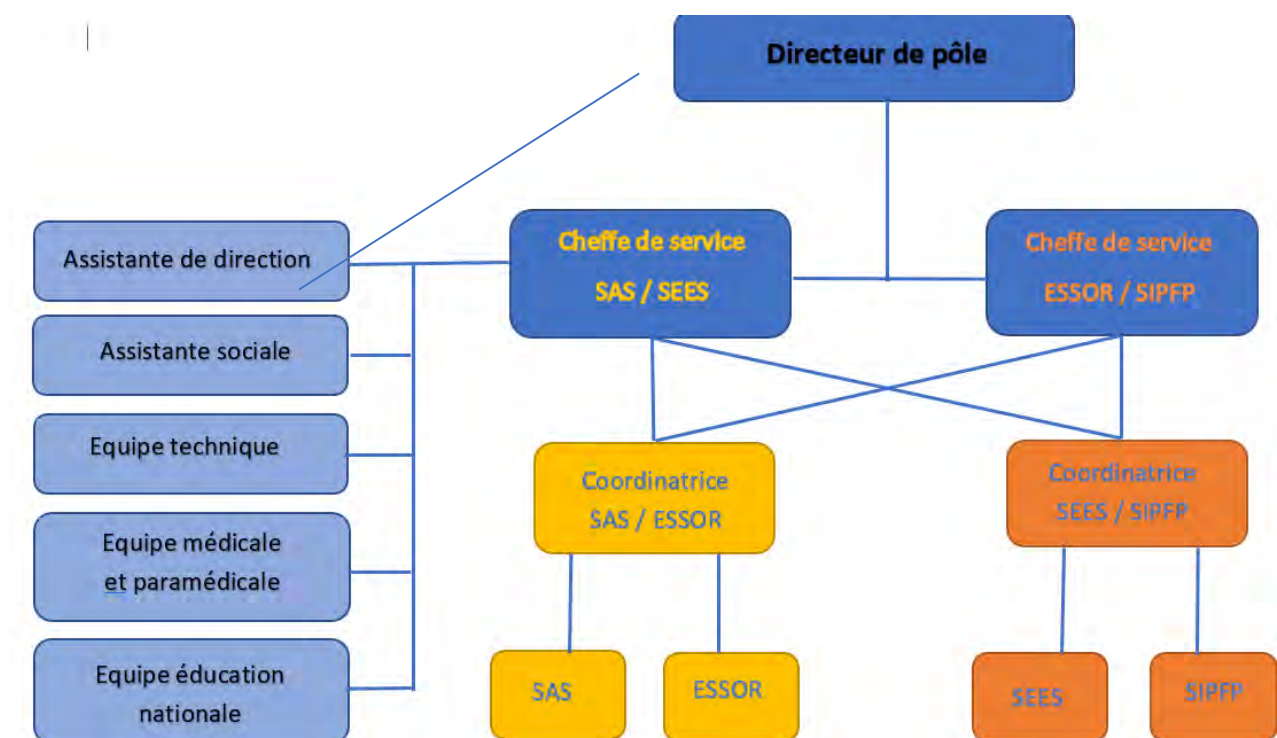 Directeur de pôle
Cheffe de service
SAS / SEES
Cheffe de service
ESSOR / SIPFP
Assistante de direction
Assistante sociale
Equipe technique
Equipe médicale
et paramédicale
Equipe éducation
nationale
Coordinatrice
SAS / ESSOR
Coordinatrice
SEES / SIPFP
SAS
ESSOR
SEES
SIPFP